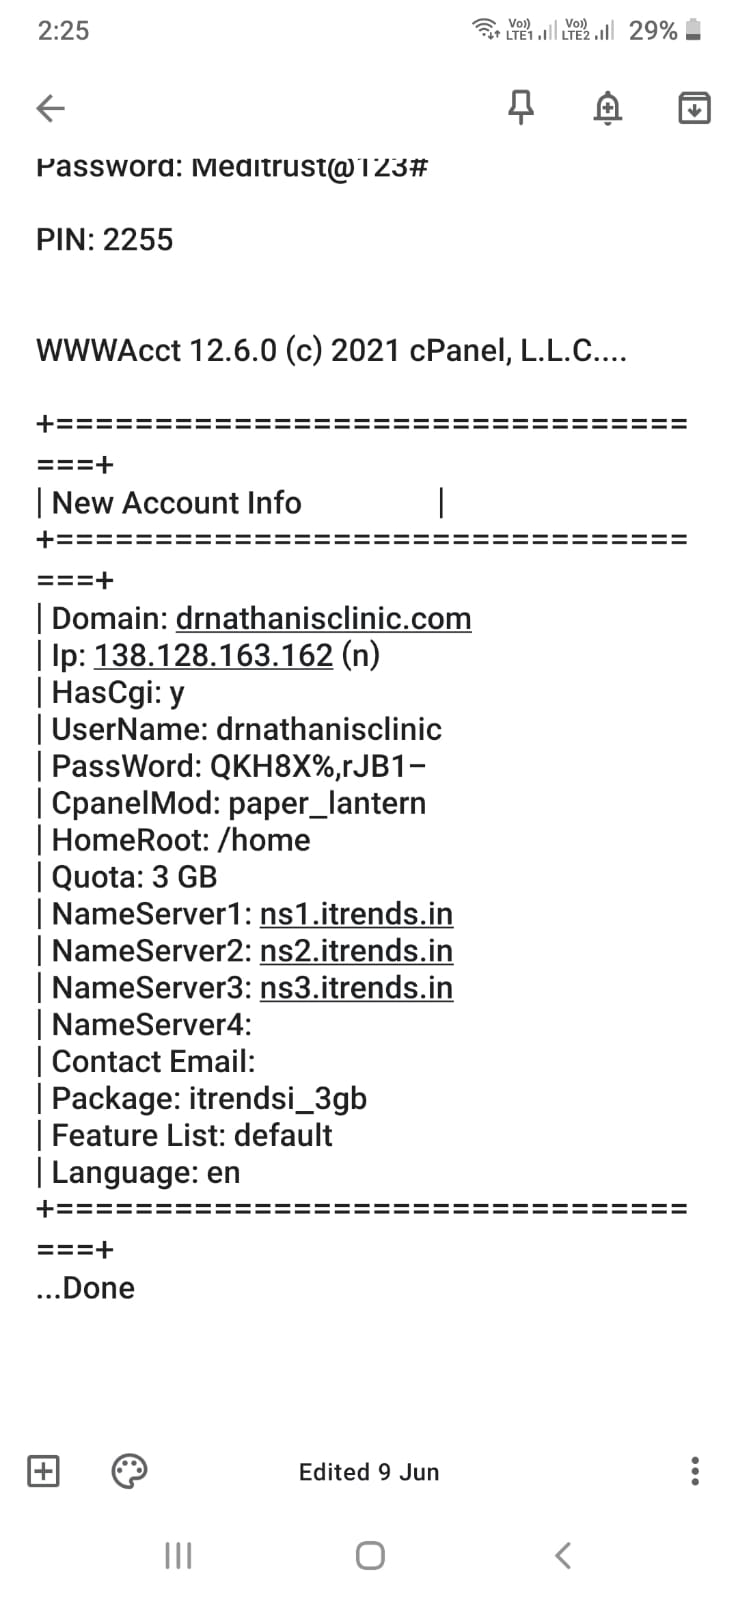 2:25
Vo)) LTE1 Vo)) LTE2 29%
Password: Meditrust@123#
PIN: 2255
WWWAcct 12.6.0 (c) 2021 cPanel, L.L.C....
+================================
===+
| New Account Info |
+================================
===+
| Domain: drnathanisclinic.com
| Ip: 138.128.163.162 (n)
| HasCgi: y
| UserName: drnathanisclinic
| PassWord: QKH8X%,rJB1-
| CpanelMod: paper_lantern
| HomeRoot: /home
| Quota: 3 GB
| NameServer1: ns1.itrends.in
| NameServer2: ns2.itrends.in
| NameServer3: ns3.itrends.in
| NameServer4:
| Contact Email:
| Package: itrendsi_3gb
| Feature List: default
| Language: en
+================================
===+
...Done
Edited 9 Jun